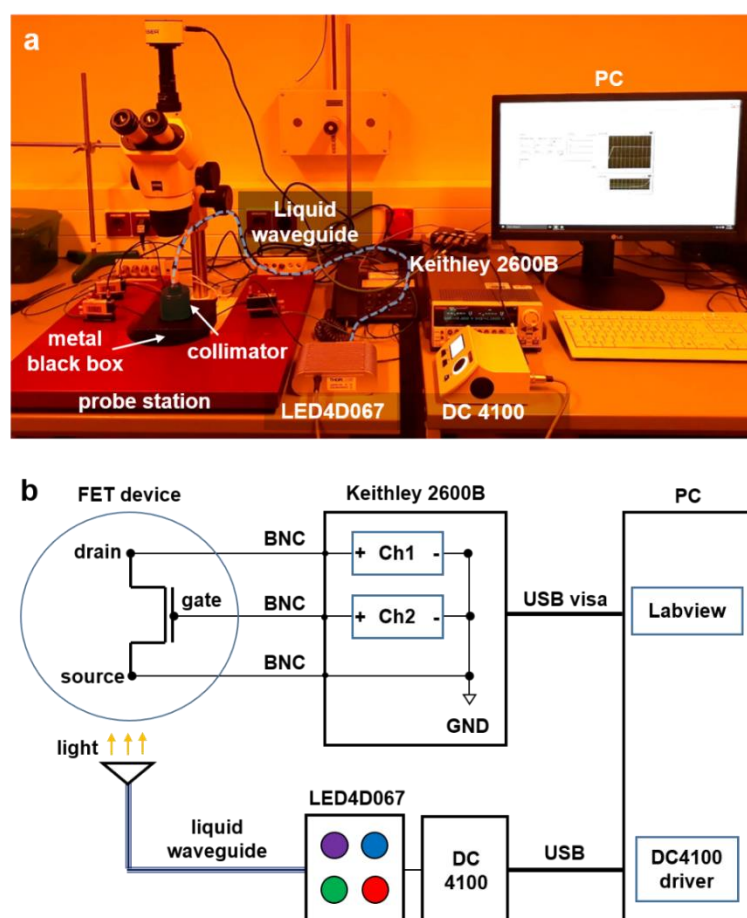 a
PC
Liquid
waveguide
Keithley 2600B
metal
black box
collimator
probe station
LED4D067
DC 4100
LG
b
FET device
Keithley 2600B
PC
drain
BNC
+ Ch1 -
gate
BNC
+ Ch2 -
USB visa
Labview
source
BNC
GND
light
LED4D067
liquid
waveguide
DC
4100
USB
DC4100
driver